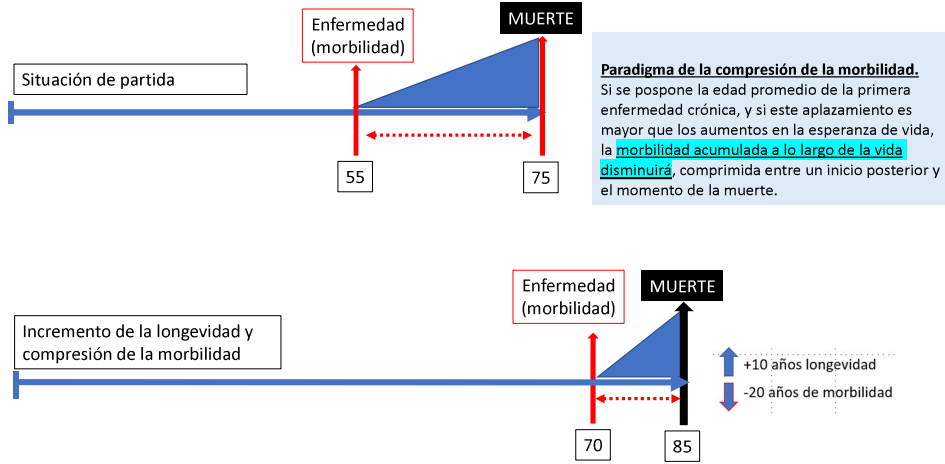 Enfermedad
(morbilidad)
MUERTE
Situación de partida
55
75
Paradigma de la compresión de la morbilidad.
Si se pospone la edad promedio de la primera
enfermedad crónica, y si este aplazamiento es
mayor que los aumentos en la esperanza de vida,
la morbilidad acumulada a lo largo de la vida
disminuirá, comprimida entre un inicio posterior y
el momento de la muerte.
Enfermedad
(morbilidad)
MUERTE
Incremento de la longevidad y
compresión de la morbilidad
70
85
+10 años longevidad
-20 años de morbilidad